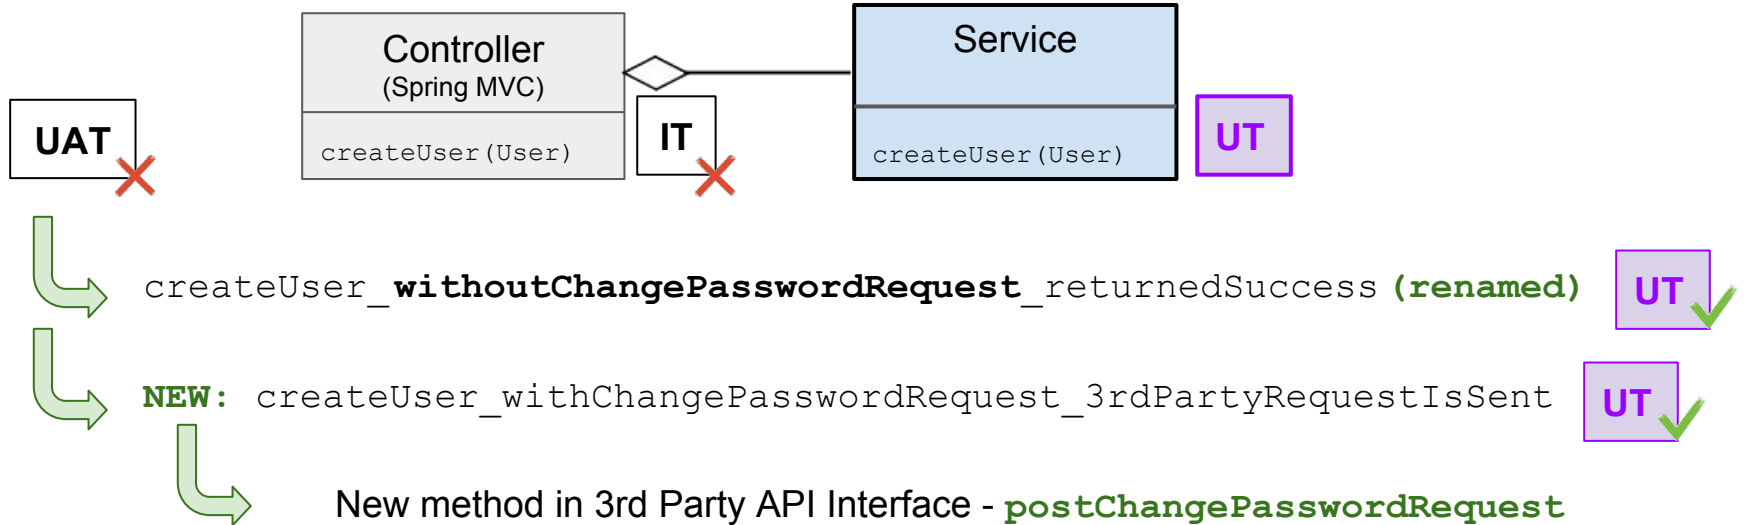 Controller
(Spring MVC)
createUser(User)
Service
createUser(User)
UAT
IT
UT
createUser_withoutChangePasswordRequest_returnedSuccess (renamed)
UT
NEW: createUser_withChangePasswordRequest_3rdPartyRequestIsSent
UT
New method in 3rd Party API Interface - postChangePasswordRequest